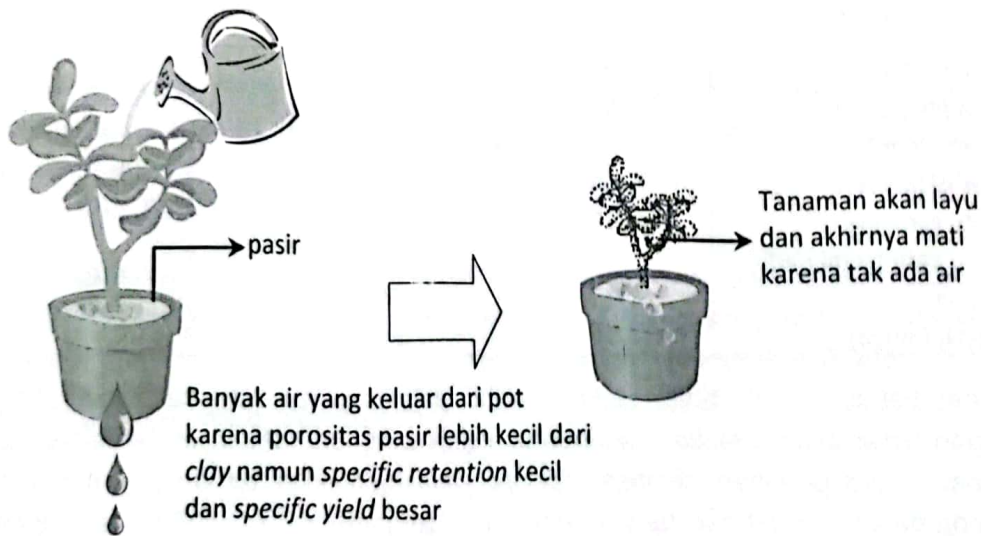 pasir
Tanaman akan layu
dan akhirnya mati
karena tak ada air
Banyak air yang keluar dari pot
karena porositas pasir lebih kecil dari
clay namun specific retention kecil
dan specific yield besar